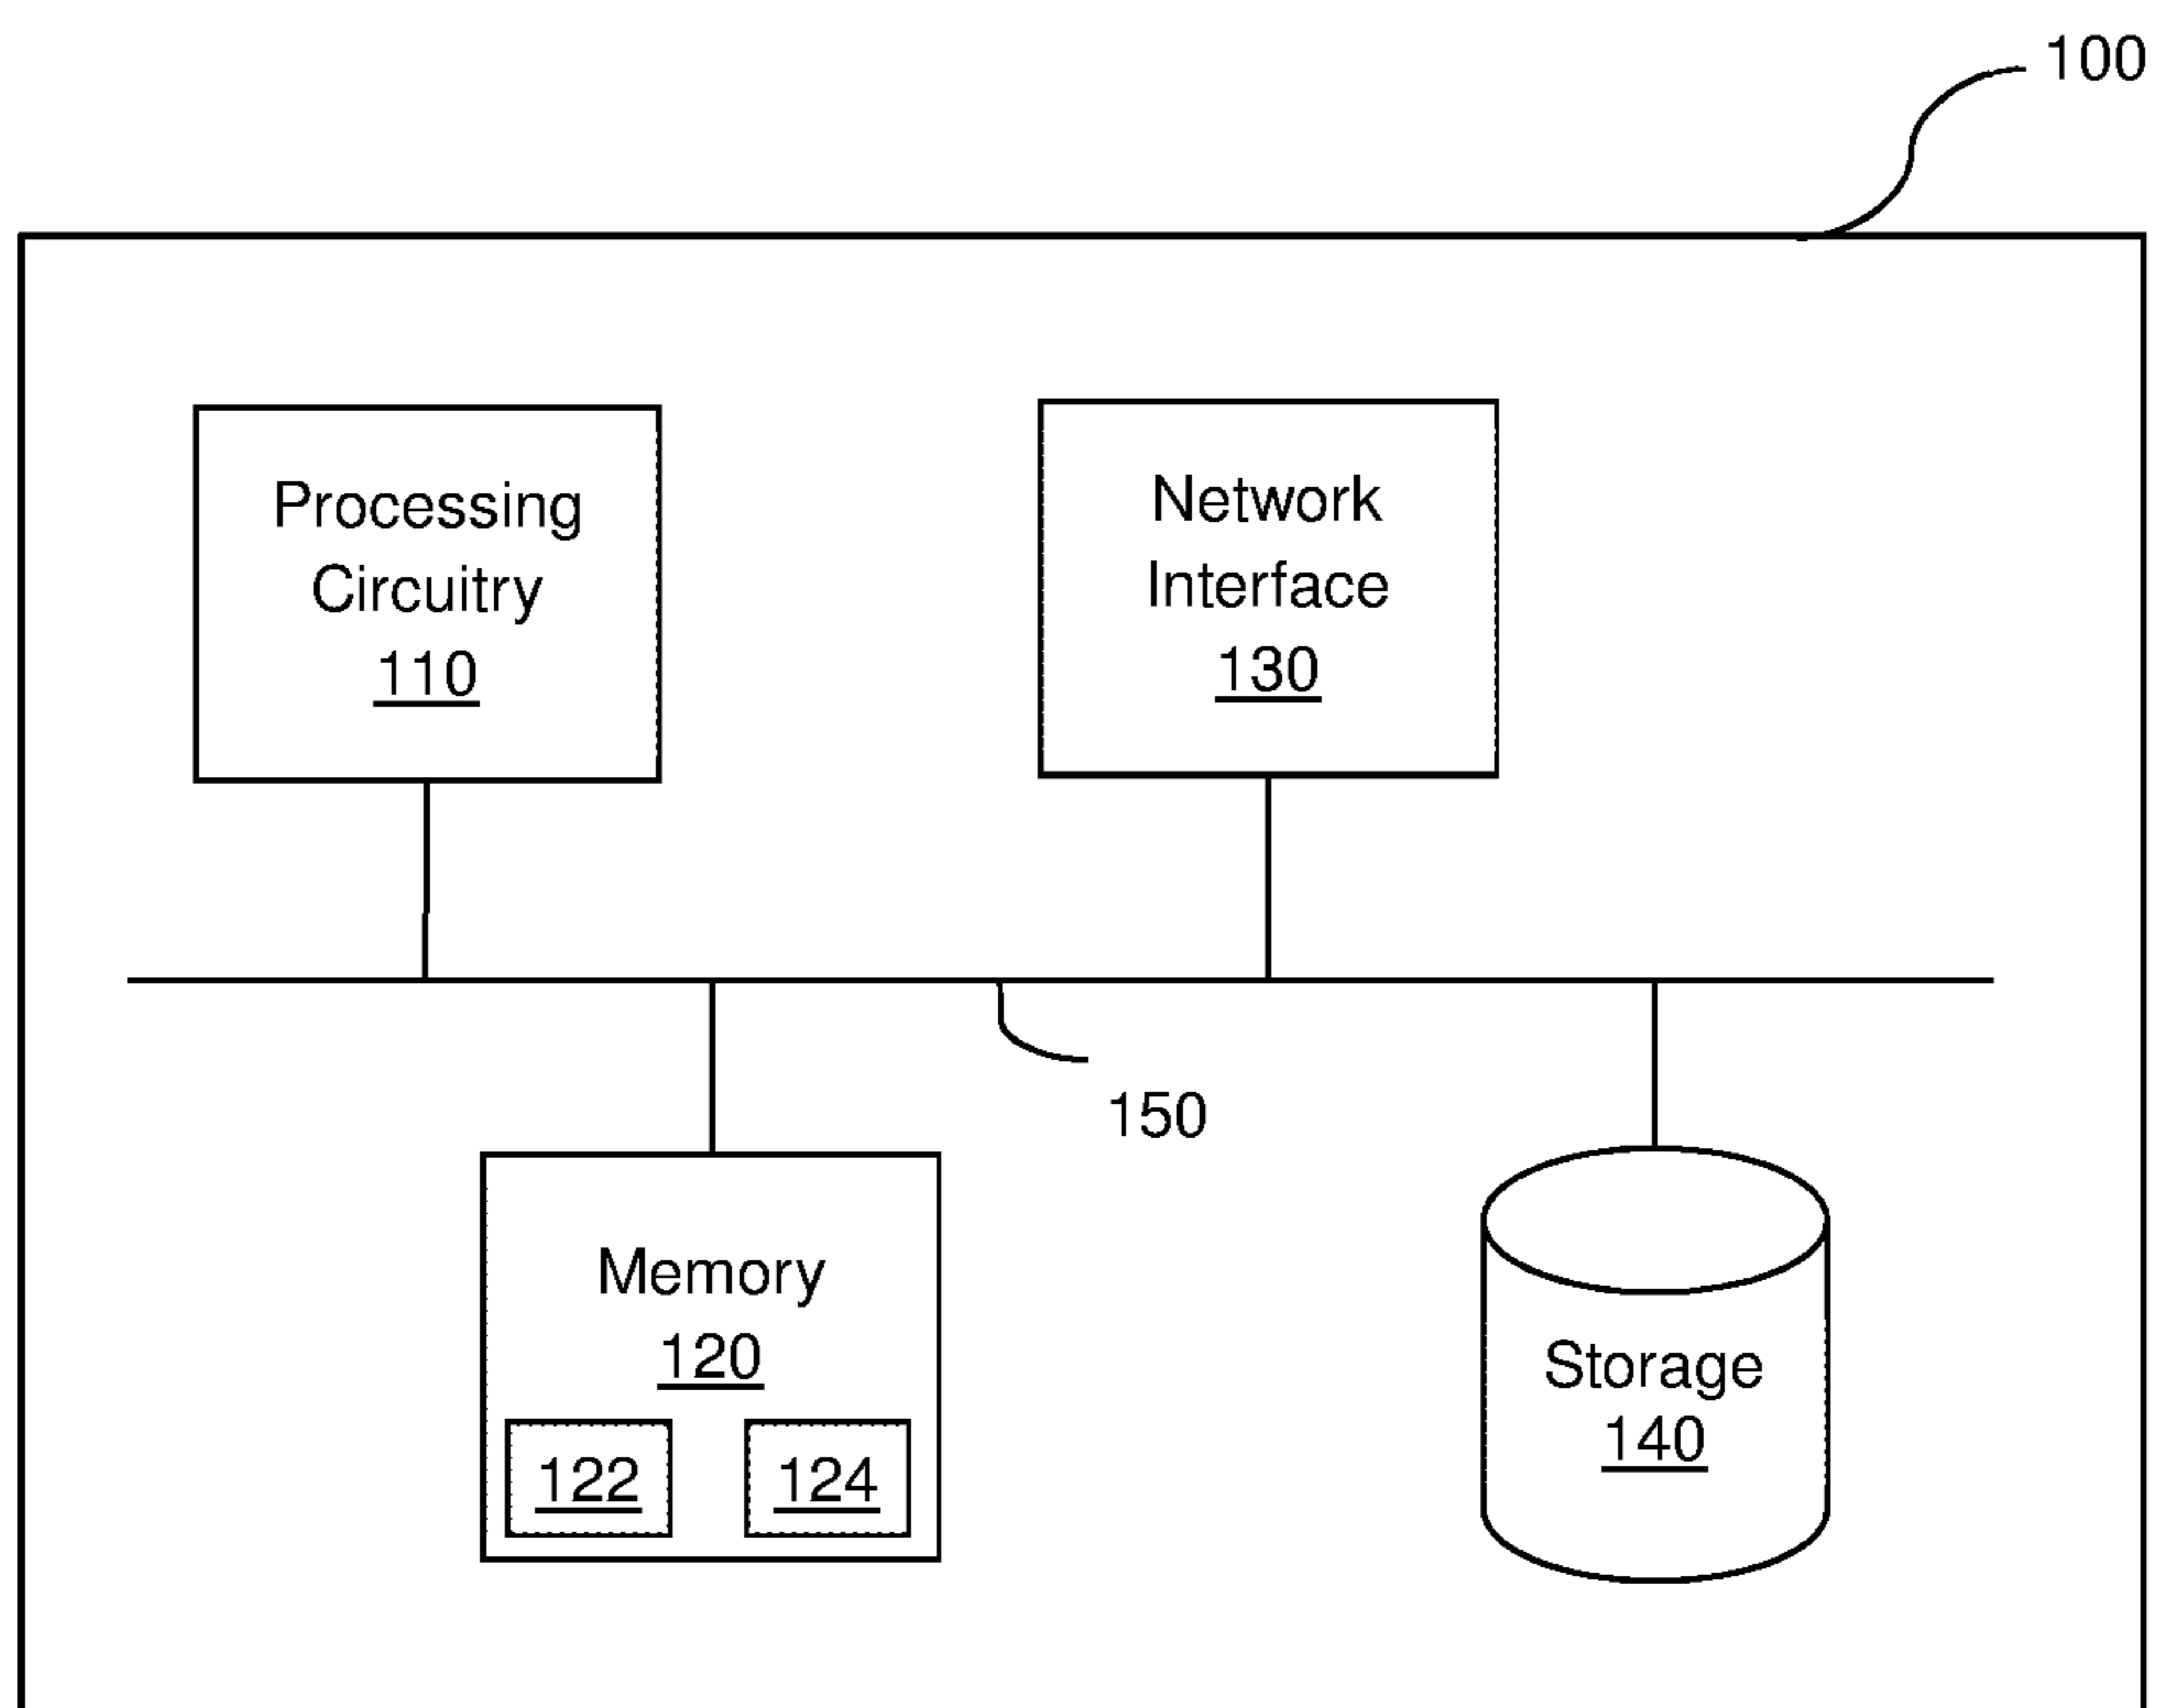 100
Processing
Circuitry
110
Network
Interface
130
150
Memory
120
122
124
Storage
140